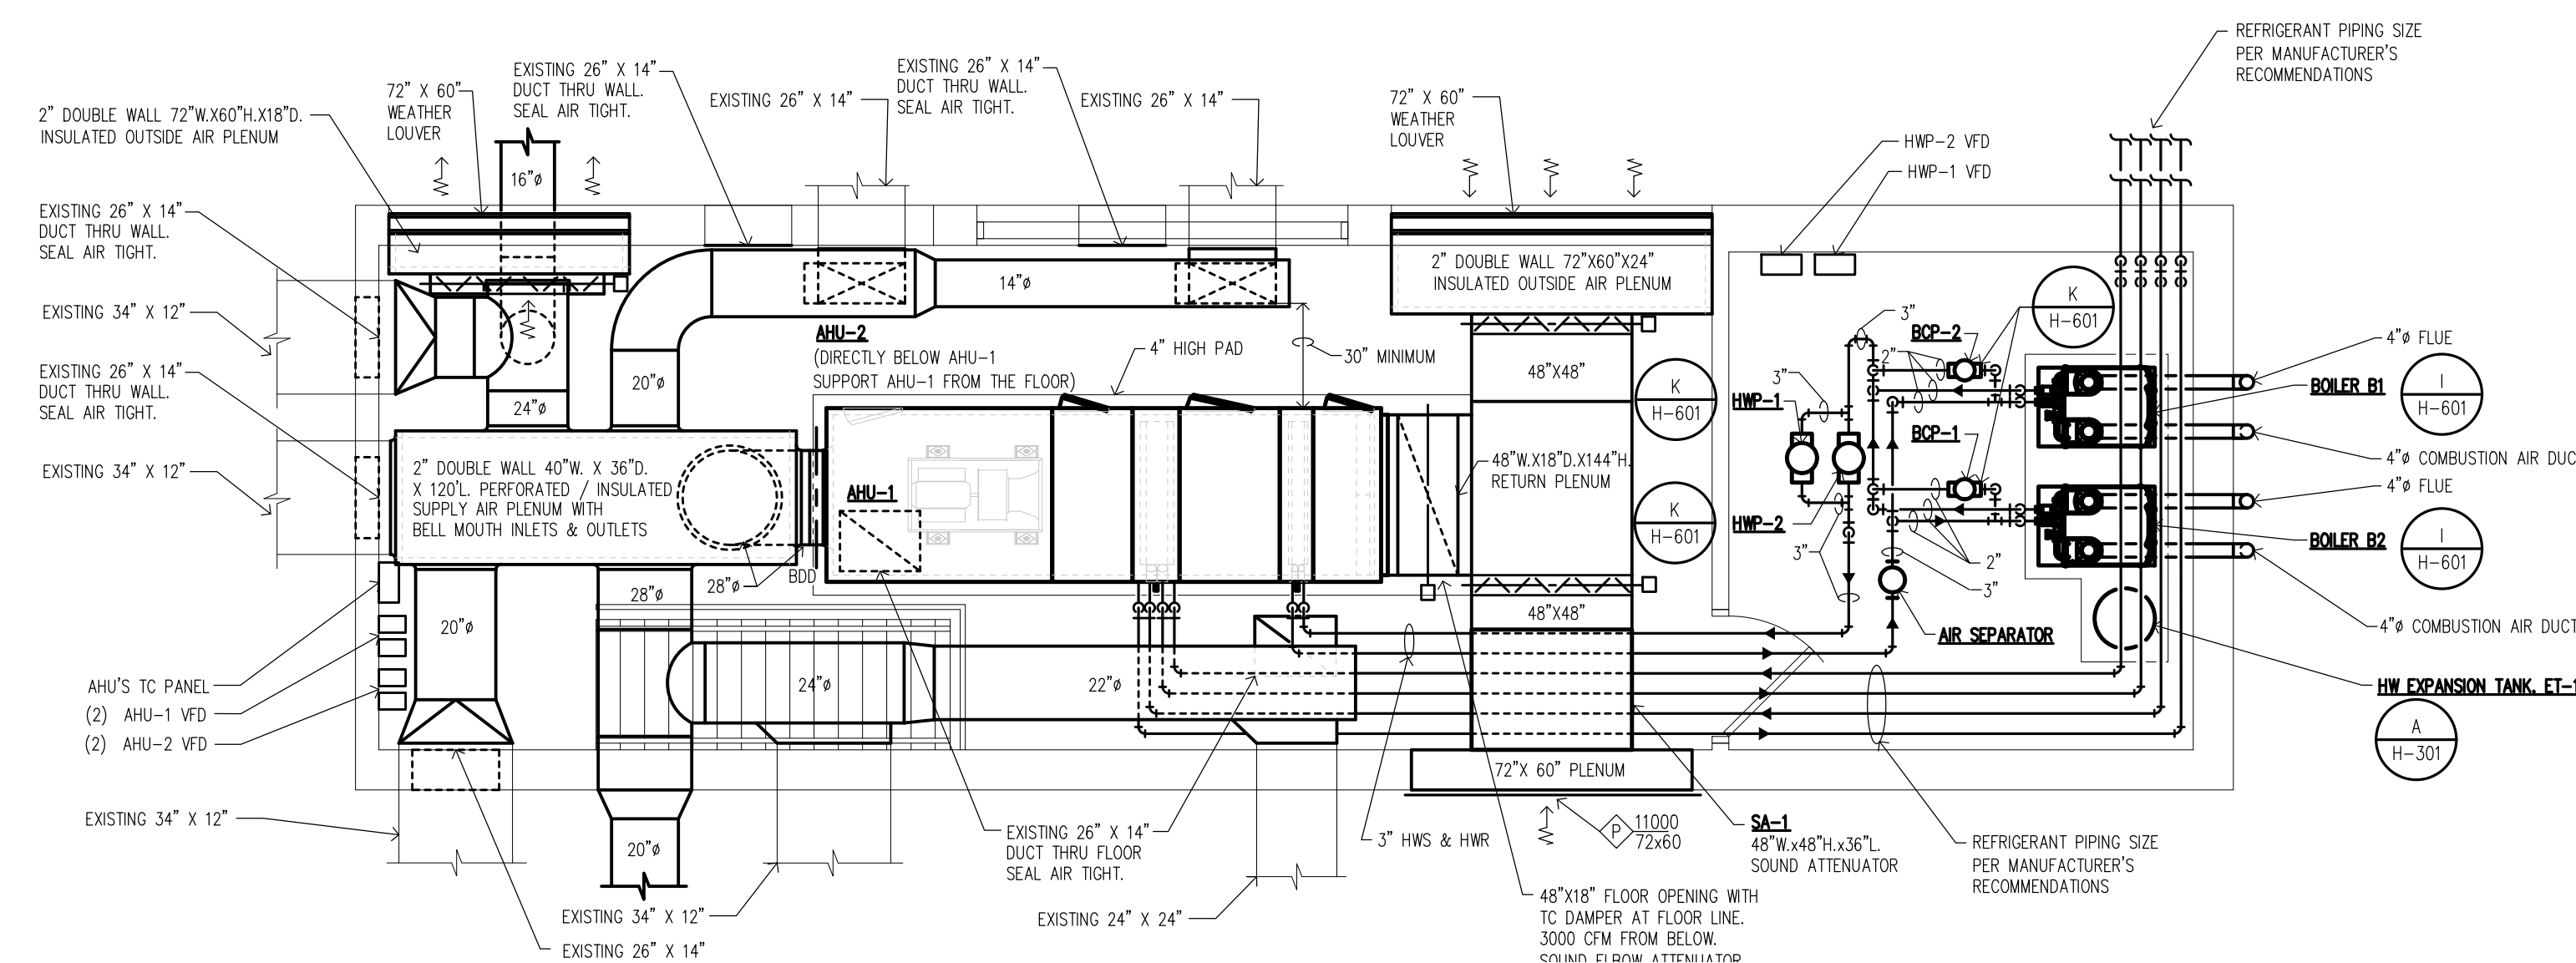 REFRIGERANT PIPING SIZE
PER MANUFACTURER'S
RECOMMENDATIONS
EXISTING 26" X 14"
DUCT THRU WALL.
SEAL AIR TIGHT.
EXISTING 26" X 14"
DUCT THRU WALL.
SEAL AIR TIGHT.
72" X 60"
WEATHER
LOUVER
EXISTING 26" X 14"
EXISTING 26" X 14"
72" X 60"
WEATHER
LOUVER
2" DOUBLE WALL 72"W.X60"H.X18"D.
INSULATED OUTSIDE AIR PLENUM
HWP-2 VFD
HWP-1 VFD
16"ø
EXISTING 26" X 14"
DUCT THRU WALL.
SEAL AIR TIGHT.
2" DOUBLE WALL 72"X60"X24"
INSULATED OUTSIDE AIR PLENUM
14"ø
EXISTING 34" X 12"
K
H-601
3"
AHU-2
(DIRECTLY BELOW AHU-1
SUPPORT AHU-1 FROM THE FLOOR)
4" HIGH PAD
30" MINIMUM
BCP-2
2"
4"ø FLUE
EXISTING 26" X 14"
DUCT THRU WALL.
SEAL AIR TIGHT.
20"ø
48"X48"
K
H-601
3"
HWP-1
BOILER B1
I
H-601
24"ø
BCP-1
EXISTING 34" X 12"
2" DOUBLE WALL 40"W. X 36"D.
X 120'L. PERFORATED / INSULATED
SUPPLY AIR PLENUM WITH
BELL MOUTH INLETS & OUTLETS
AHU-1
48"W.X18"D.X144"H.
RETURN PLENUM
4"ø COMBUSTION AIR DUC
4"ø FLUE
K
H-601
HWP-2
BOILER B2
I
H-601
3"
2"
3"
28"ø
28"ø
BDD
48"X48"
20"ø
AIR SEPARATOR
4"ø COMBUSTION AIR DUCT
AHU'S TC PANEL
(2) AHU-1 VFD
(2) AHU-2 VFD
24"ø
22"ø
HW EXPANSION TANK, ET-1
A
H-301
72"X 60" PLENUM
EXISTING 34" X 12"
20"ø
EXISTING 26" X 14"
DUCT THRU FLOOR
SEAL AIR TIGHT.
3" HWS & HWR
P
11000
72x60
SA-1
48"W.x48"H.x36"L.
SOUND ATTENUATOR
REFRIGERANT PIPING SIZE
PER MANUFACTURER'S
RECOMMENDATIONS
EXISTING 34" X 12"
EXISTING 26" X 14"
EXISTING 24" X 24"
48"X18" FLOOR OPENING WITH
TC DAMPER AT FLOOR LINE.
3000 CFM FROM BELOW.
SOUND ELBOW ATTENUATOR